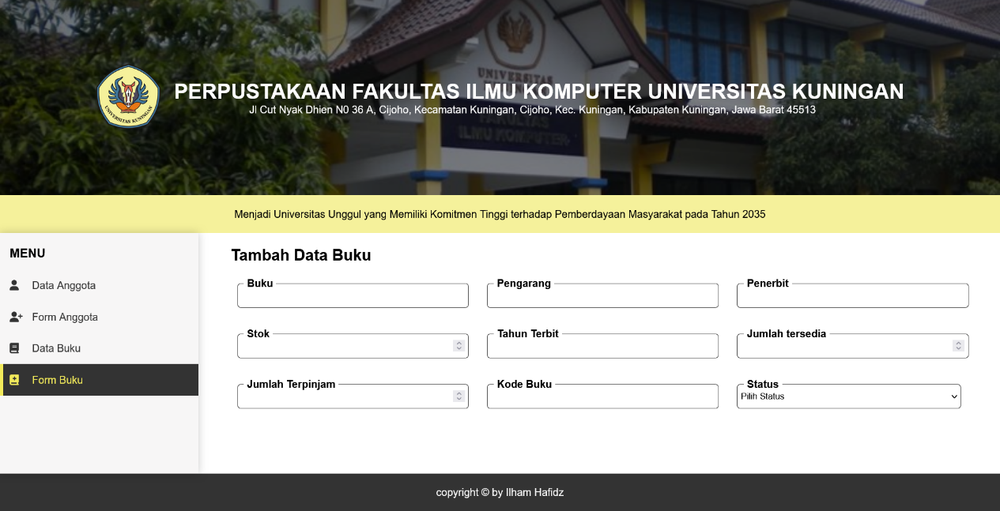 UNIVERSITAS
ILMU KOMPUTER
UNIVERSITAS KUNINGAN
PERPUSTAKAAN FAKULTAS ILMU KOMPUTER UNIVERSITAS KUNINGAN
Jl Cut Nyak Dhien N0 36 A, Cijoho, Kecamatan Kuningan, Cijoho, Kec. Kuningan, Kabupaten Kuningan, Jawa Barat 45513
Menjadi Universitas Unggul yang Memiliki Komitmen Tinggi terhadap Pemberdayaan Masyarakat pada Tahun 2035
MENU
Data Anggota
Form Anggota
Data Buku
Form Buku
Tambah Data Buku
Buku
Pengarang
Penerbit
Stok
Tahun Terbit
Jumlah tersedia
Jumlah Terpinjam
Kode Buku
Status
Pilih Status
copyright © by Ilham Hafidz